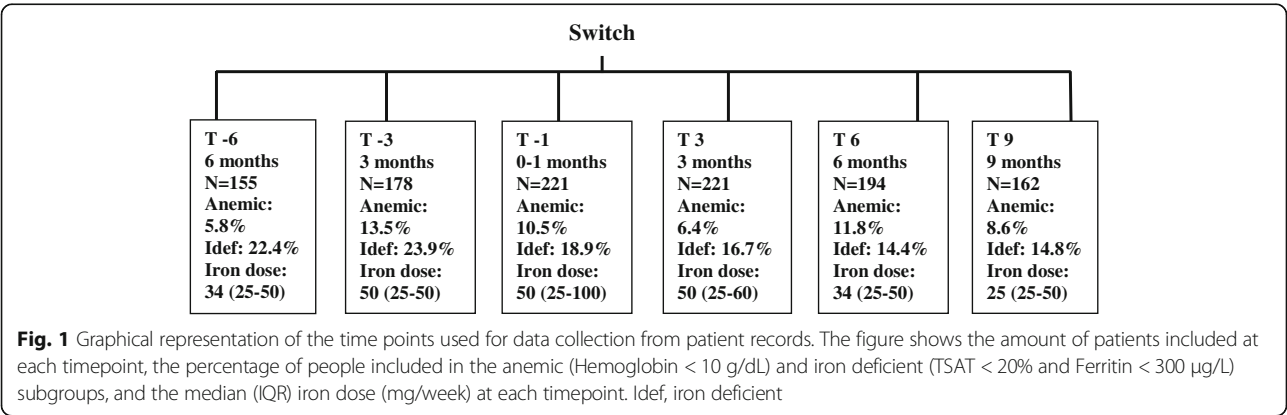 Switch
T -6
6 months
N=155
Anemic:
5.8%
Idef: 22.4%
Iron dose:
34 (25-50)
T -3
3 months
N=178
Anemic:
13.5%
Idef: 23.9%
Iron dose:
50 (25-50)
T -1
0-1 months
N=221
Anemic:
10.5%
Idef: 18.9%
Iron dose:
50 (25-100)
T 3
3 months
N=221
Anemic:
6.4%
Idef: 16.7%
Iron dose:
50 (25-60)
T 6
6 months
N=194
Anemic:
11.8%
Idef: 14.4%
Iron dose:
34 (25-50)
T 9
9 months
N=162
Anemic:
8.6%
Idef: 14.8%
Iron dose:
25 (25-50)
Fig. 1 Graphical representation of the time points used for data collection from patient records. The figure shows the amount of patients included at
each timepoint, the percentage of people included in the anemic (Hemoglobin < 10 g/dL) and iron deficient (TSAT < 20% and Ferritin < 300 μg/L)
subgroups, and the median (IQR) iron dose (mg/week) at each timepoint. Idef, iron deficient